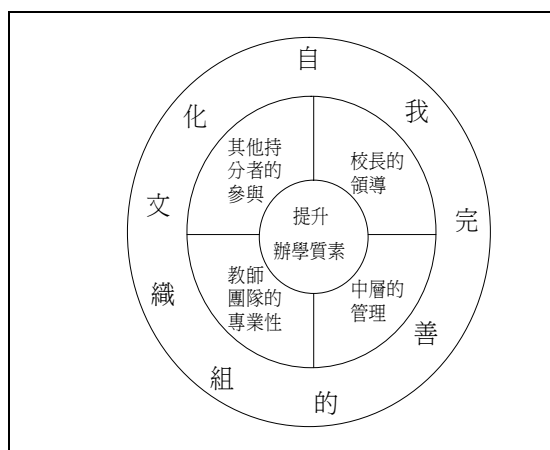 自我完善的組織文化
其他持
分者的
參與
校長的
領導
提升
辦學質素
教師
團隊的
專業性
中層的
管理